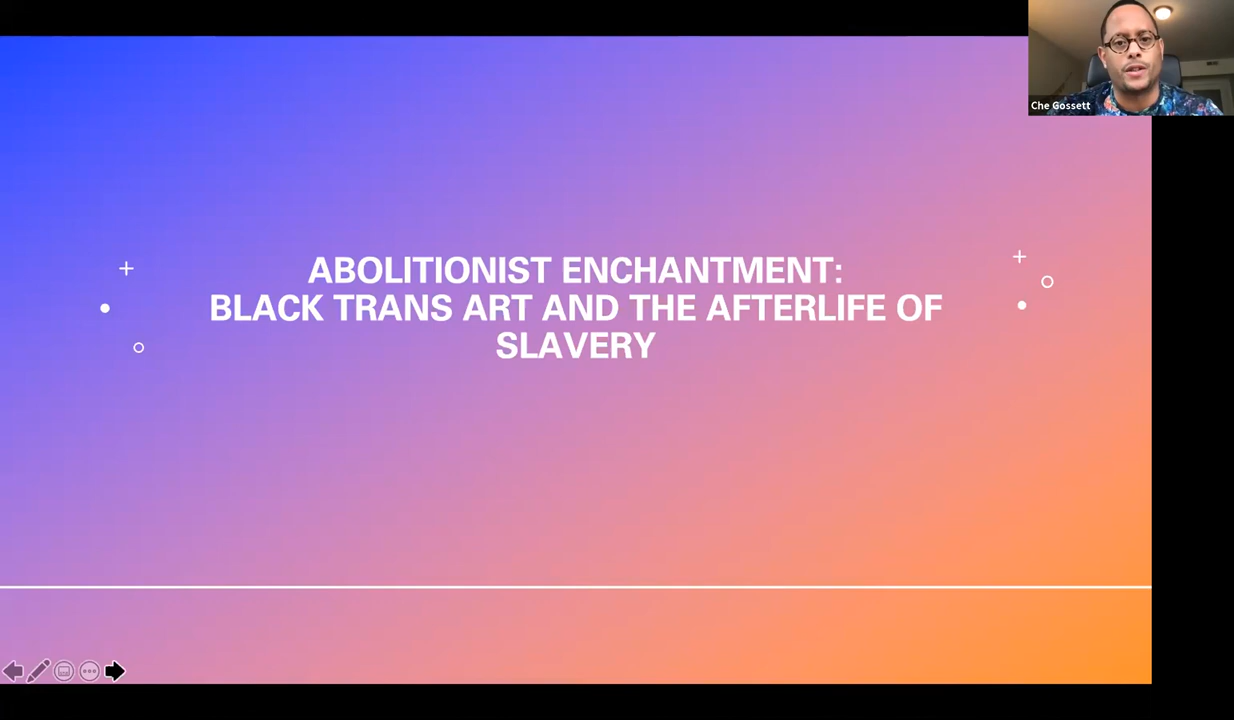 Che Gossett
ABOLITIONIST ENCHANTMENT:
BLACK TRANS ART AND THE AFTERLIFE OF
SLAVERY